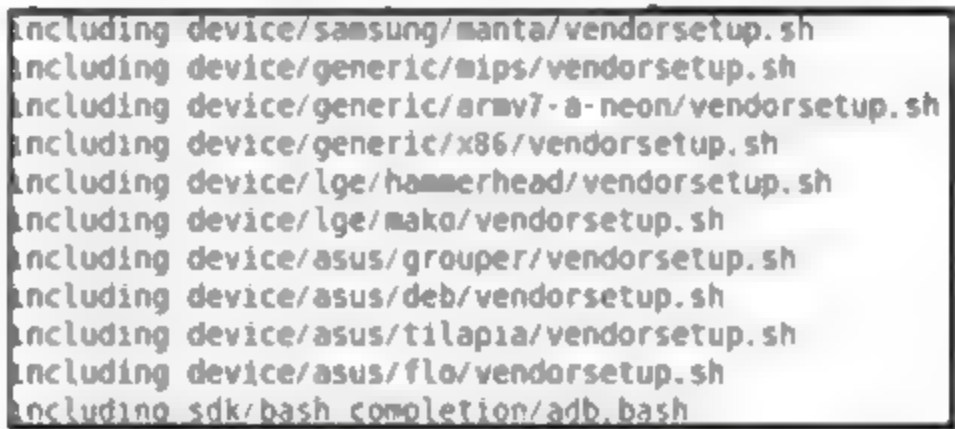 including device/samsung/manta/vendorsetup.sh
including device/generic/mips/vendorsetup.sh
including device/generic/armv7-a-neon/vendorsetup.sh
including device/generic/x86/vendorsetup.sh
including device/lge/hammerhead/vendorsetup.sh
including device/lge/mako/vendorsetup.sh
including device/asus/grouper/vendorsetup.sh
including device/asus/deb/vendorsetup.sh
including device/asus/tilapia/vendorsetup.sh
including device/asus/flo/vendorsetup.sh
including sdk/bash_completion/adb.bash